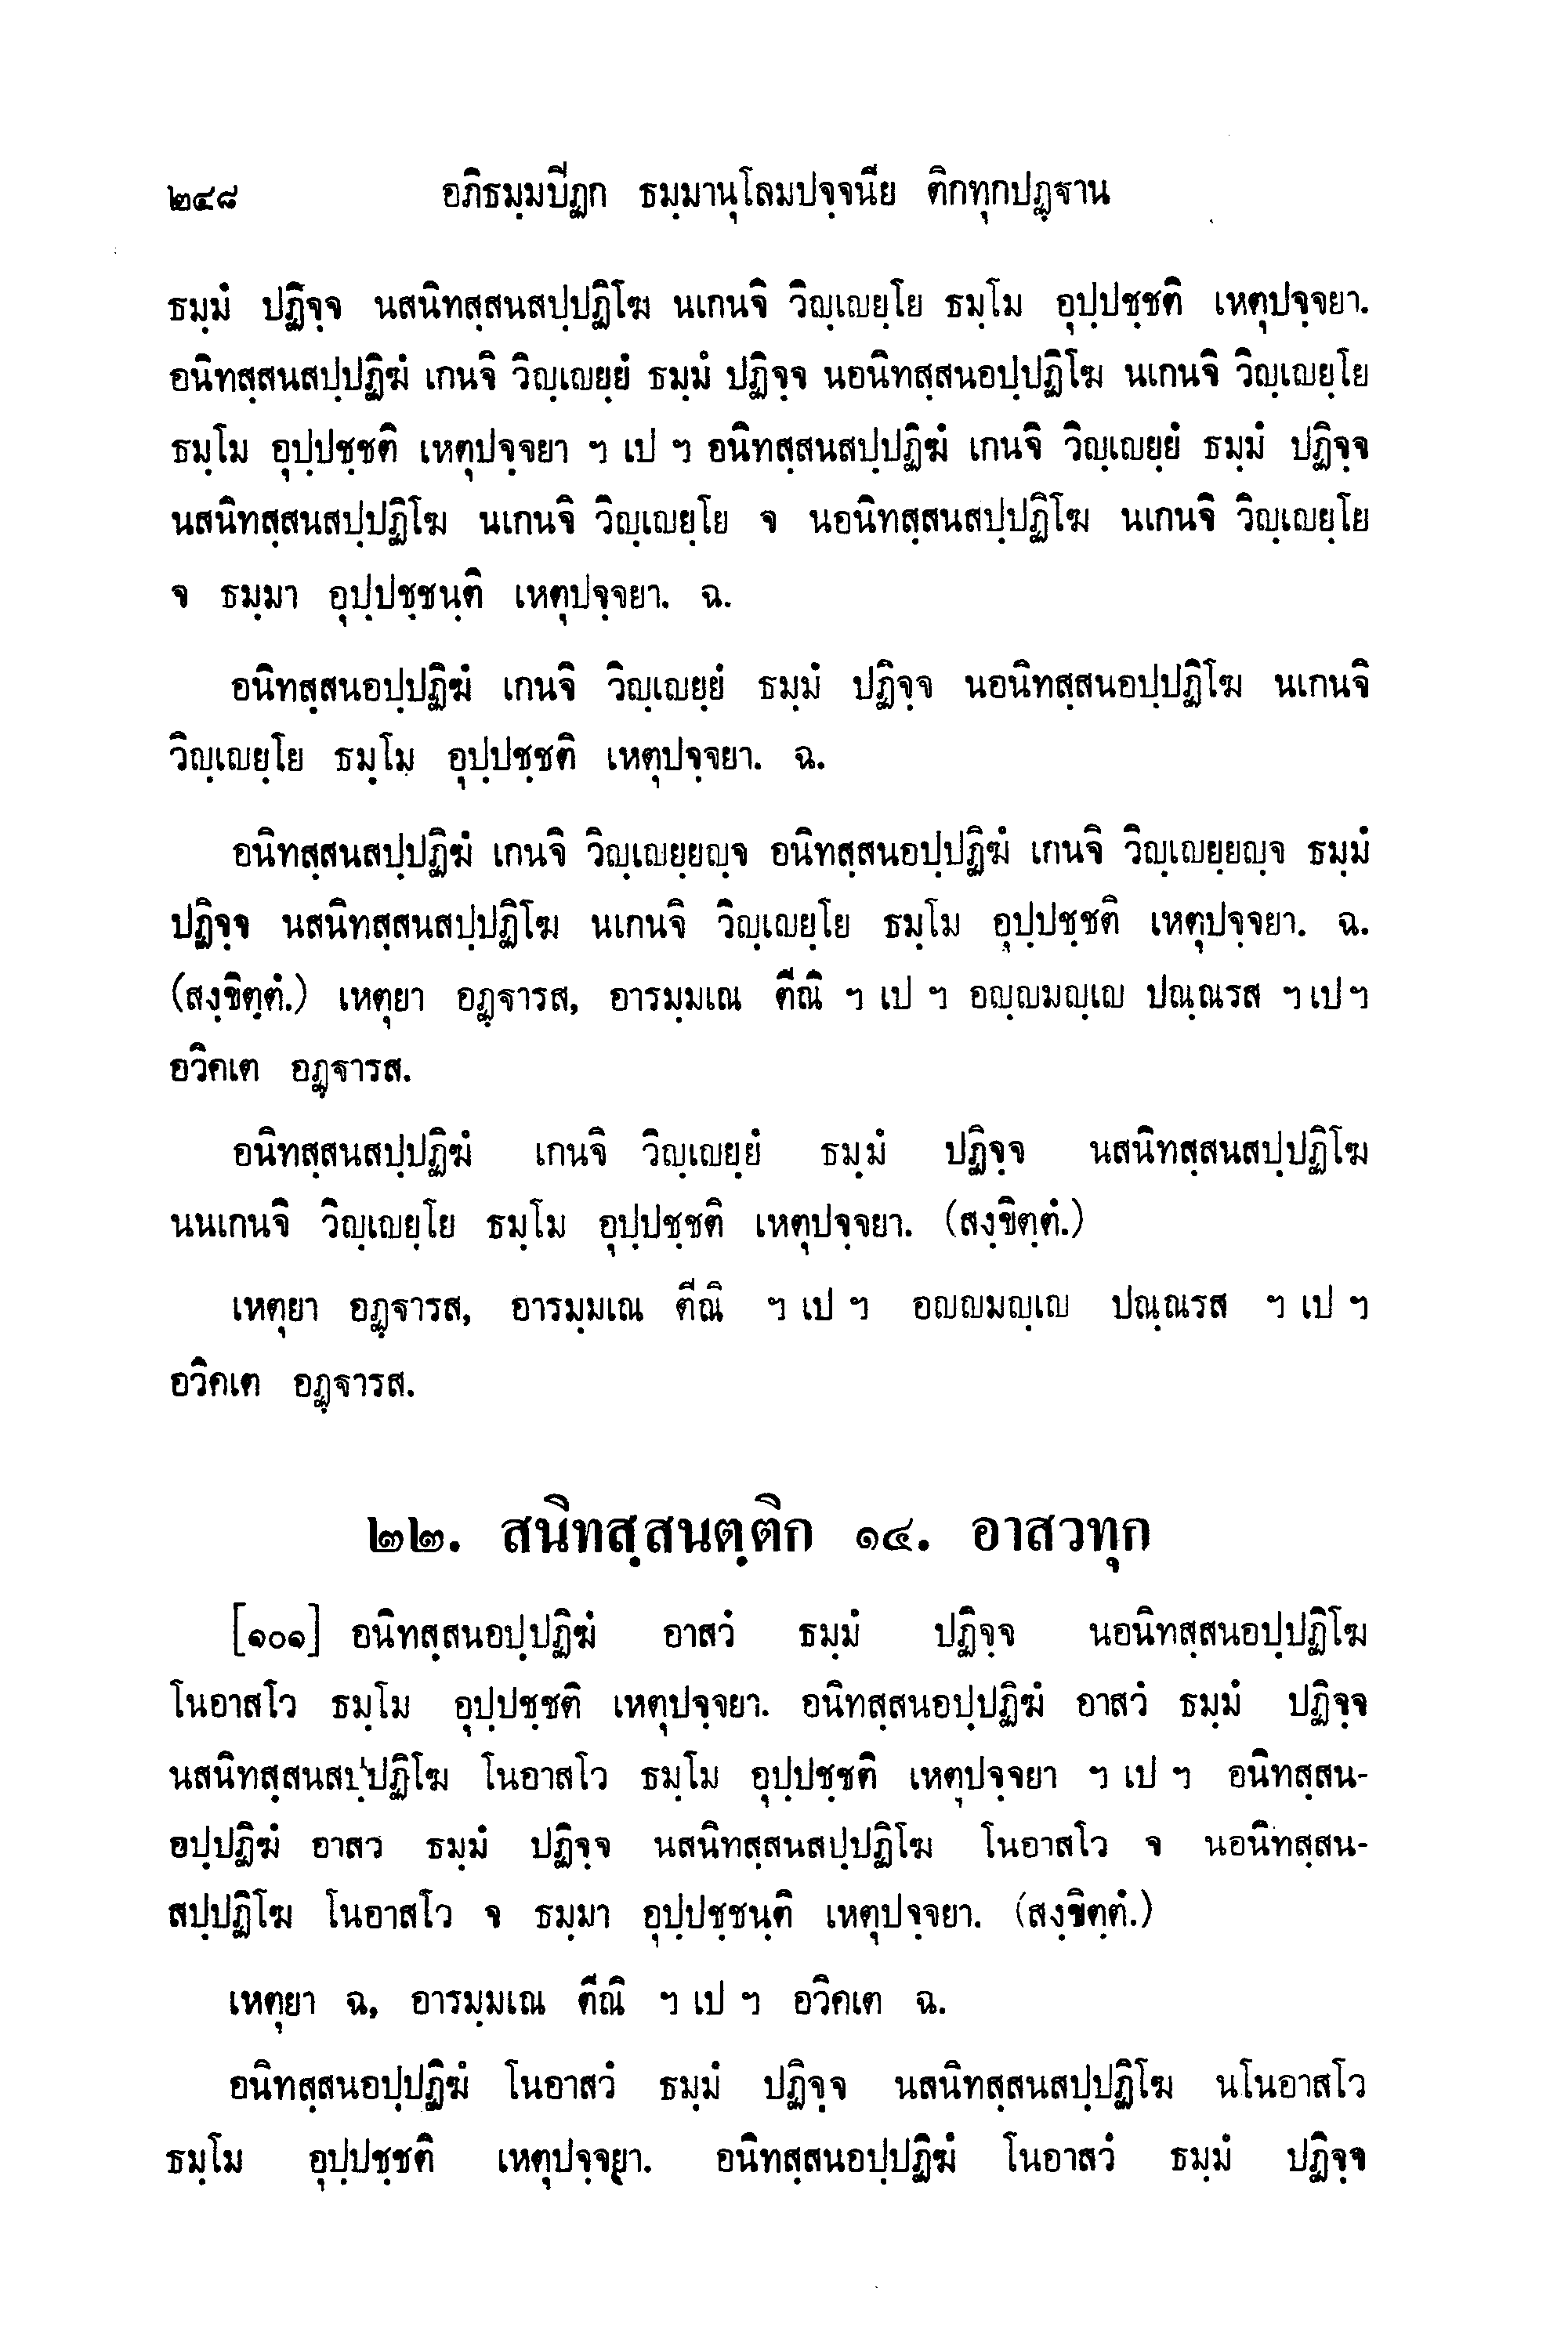 ๒๔๘ อภิธมฺมปีฏก ธมฺมานุโลมปจฺจนีย ติกทุกปฏฺฐาน
ธมฺมํ ปฏิจฺจ นสนิทสฺสนสปฺปฏิโฆ นเกนจิ วิญฺเญยฺโย ธมฺโม อุปฺปชฺชติ เหตุปจฺจยา.
อนิทสฺสนสปฺปฏิฆํ เกนจิ วิญฺเญยฺยํ ธมฺมํ ปฏิจฺจ นอนิทสฺสนอปฺปฏิโฆ นเกนจิ วิญฺเญยฺโย
ธมฺโม อุปฺปชฺชติ เหตุปจฺจยา ฯ เป ฯ อนิทสฺสนสปฺปฏิฆํ เกนจิ วิญฺเญยฺยํ ธมฺมํ ปฏิจฺจ
นสนิทสฺสนสปฺปฏิโฆ นเกนจิ วิญฺเญยฺโย จ นอนิทสฺสนสปฺปฏิโฆ นเกนจิ วิญฺเญยฺโย
จ ธมฺมา อุปฺปชฺชนฺติ เหตุปจฺจยา. ฉ.
อนิทสฺสนอปฺปฏิฆํ เกนจิ วิญฺเญยฺยํ ธมฺมํ ปฏิจฺจ นอนิทสฺสนอปฺปฏิโฆ นเกนจิ
วิญฺเญยฺโย ธมฺโม อุปฺปชฺชติ เหตุปจฺจยา. ฉ.
อนิทสฺสนสปฺปฏิฆํ เกนจิ วิญฺเญยฺยญฺจ อนิทสฺสนอปฺปฏิฆํ เกนจิ วิญฺเญยฺยญฺจ ธมฺมํ
ปฏิจฺจ นสนิทสฺสนสปฺปฏิโฆ นเกนจิ วิญฺเญยฺโย ธมฺโม อุปฺปชฺชติ เหตุปจฺจยา. ฉ.
(สงฺขิตฺตํ.) เหตุยา อฏฺฐารส, อารมฺมเณ ตีณิ ฯ เป ฯ อญฺญมญฺเญ ปณฺณรส ฯ เป ฯ
อวิคเต อฏฺฐารส.
อนิทสฺสนสปฺปฏิฆํ เกนจิ วิญฺเญยฺยํ ธมฺมํ ปฏิจฺจ นสนิทสฺสนสปฺปฏิโฆ
นนเกนจิ วิญฺเญยฺโย ธมฺโม อุปฺปชฺชติ เหตุปจฺจยา. (สงฺขิตฺตํ.)
เหตุยา อฏฺฐารส, อารมฺมเณ ตีณิ ฯ เป ฯ อญญมญฺเญ ปณฺณรส ฯ เป ฯ
อวิคเต อฏฺฐารส.
๒๒. สนิทสฺสนตฺติก ๑๔. อาสวทุก
[๑๐๑] อนิทสฺสนอปฺปฏิฆํ อาสวํ ธมฺมํ ปฏิจฺจ นอนิทสฺสนอปฺปฏิโฆ
โนอาสโว ธมฺโม อุปฺปชฺชติ เหตุปจฺจยา. อนิทสฺสนอปฺปฏิฆํ อาสวํ ธมฺมํ ปฏิจฺจ
นสนิทสฺสนสปฺปฏิโฆ โนอาสโว ธมฺโม อุปฺปชฺชติ เหตุปจฺจยา ฯ เป ฯ อนิทสฺสน-
อปฺปฏิฆํ อาสว ธมฺมํ ปฏิจฺจ นสนิทสฺสนสปฺปฏิโฆ โนอาสโว จ นอนิทสฺสน-
สปฺปฏิโฆ โนอาสโว จ ธมฺมา อุปฺปชฺชนฺติ เหตุปจฺจยา. (สงฺขิตฺตํ.)
เหตุยา ฉ, อารมฺมเณ ตีณิ ฯ เป ฯ อวิคเต ฉ.
อนิทสฺสนอปฺปฏิฆํ โนอาสวํ ธมฺมํ ปฏิจฺจ นสนิทสฺสนสปฺปฏิโฆ นโนอาสโว
ธมฺโม อุปฺปชฺชติ เหตุปจฺจยา. อนิทสฺสนอปฺปฏิฆํ โนอาสวํ ธมฺมํ ปฏิจฺจ